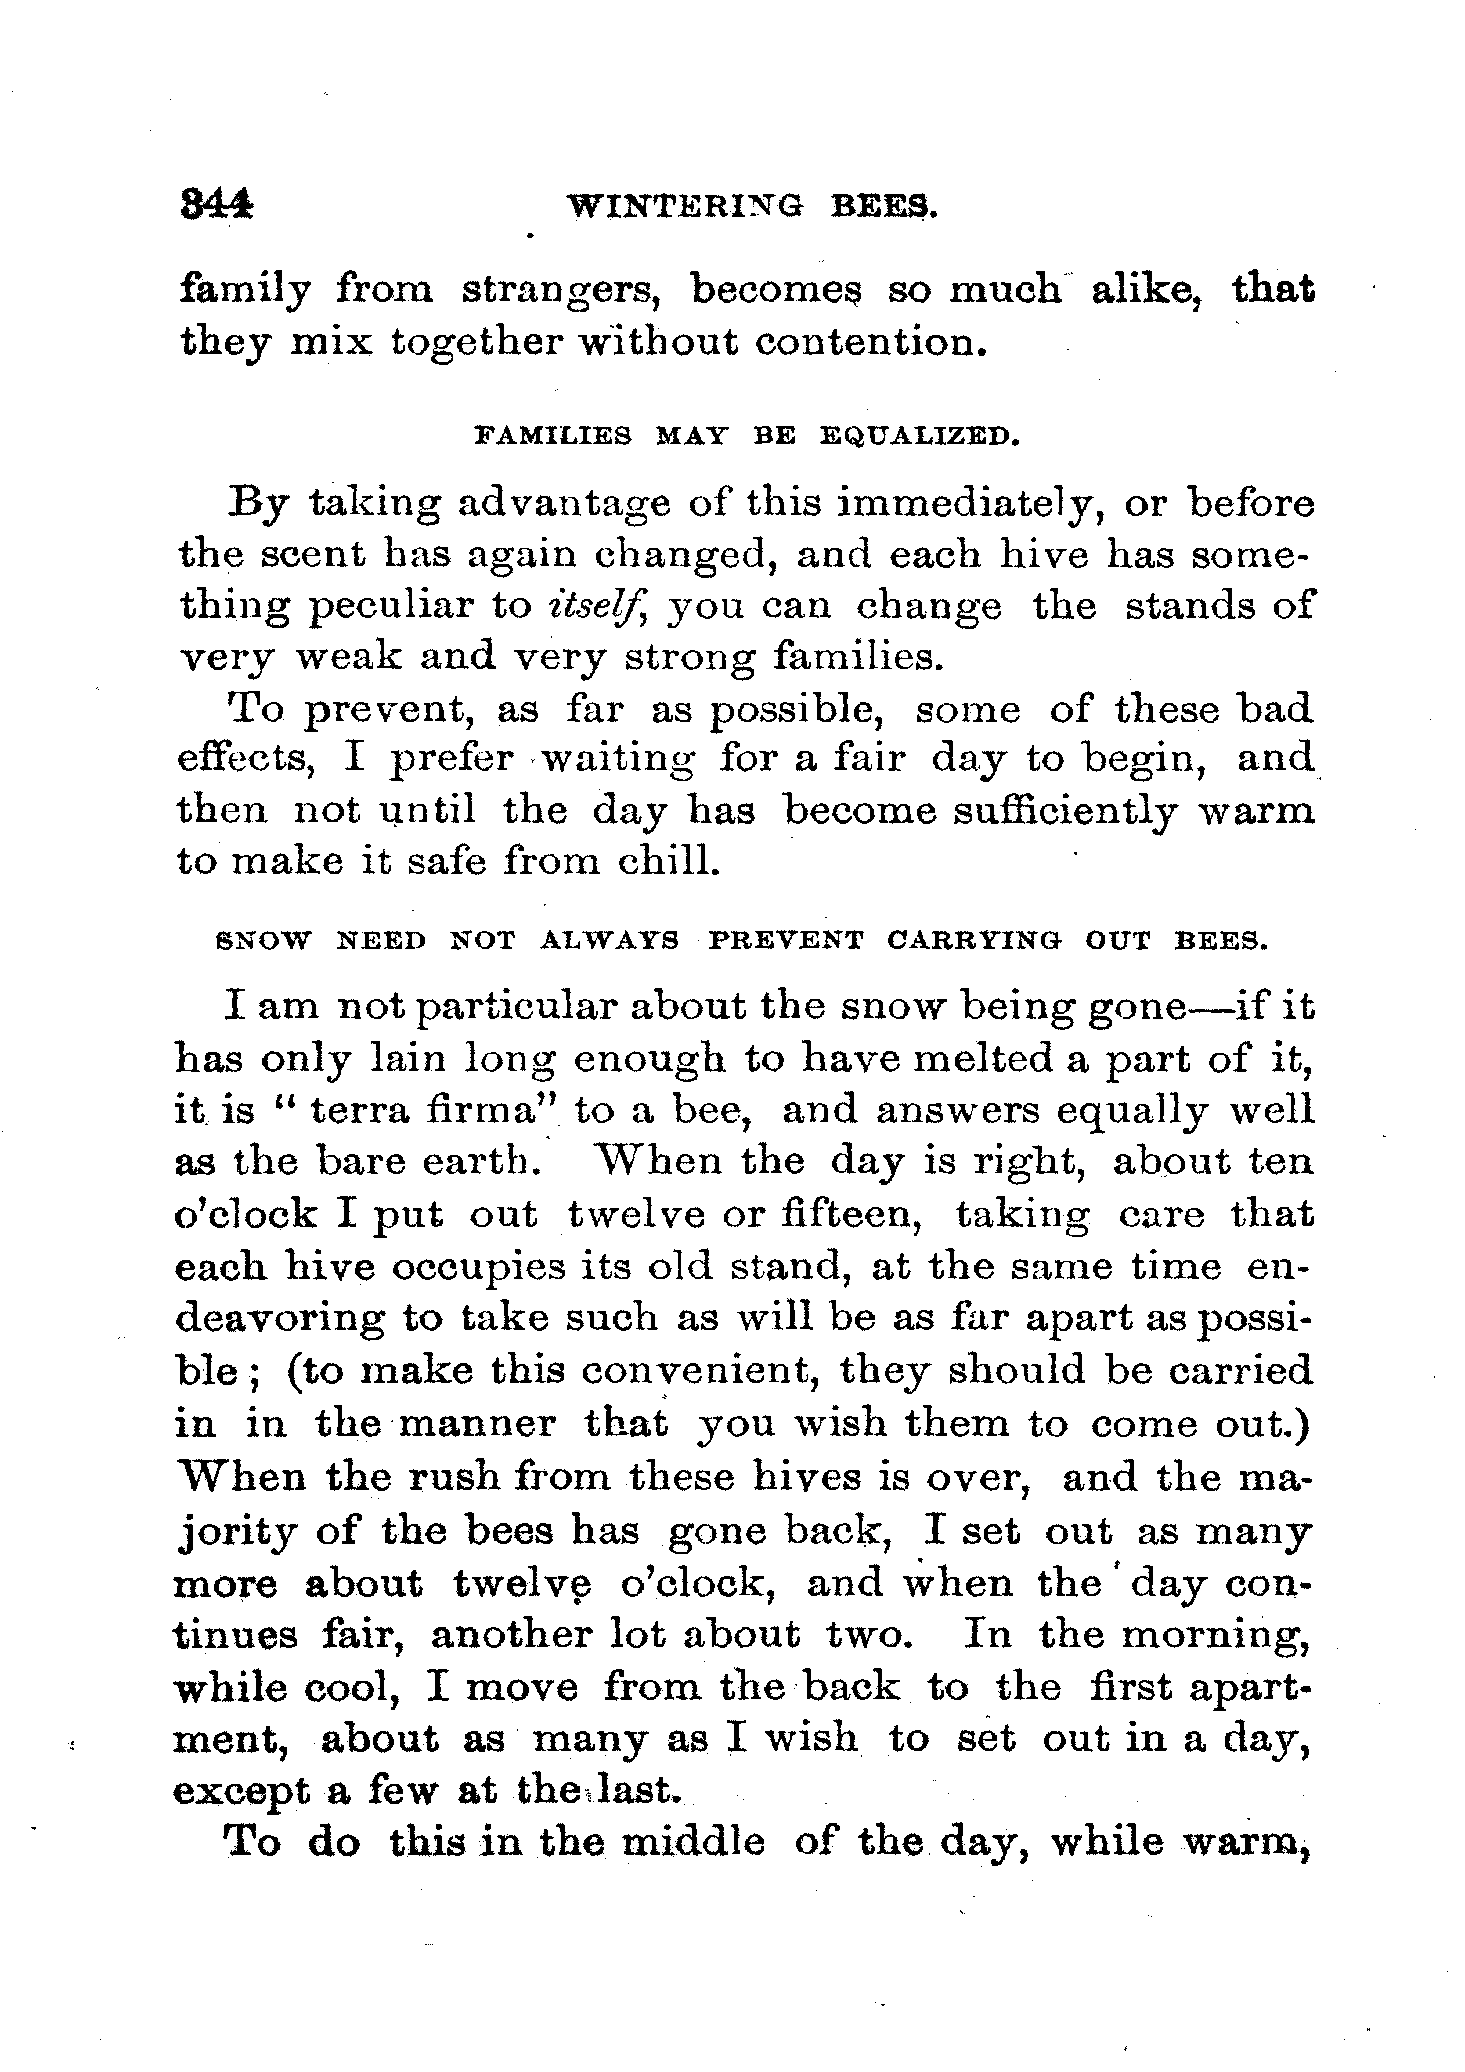 344 WINTERING BEES.
family from strangers, becomes so much alike, that
they mix together without contention.
FAMILIES MAY BE EQUALIZED.
By taking advantage of this immediately, or before
the scent has again changed, and each hive has some-
thing peculiar to itself, you can change the stands of
very weak and very strong families.
To prevent, as far as possible, some of these bad
effects, I prefer waiting for a fair day to begin, and
then not until the day has become sufficiently warm
to make it safe from chill.
SNOW NEED NOT ALWAYS PREVENT CARRYING OUT BEES.
I am not particular about the snow being gone—if it
has only lain long enough to have melted a part of it,
it is " terra firma" to a bee, and answers equally well
as the bare earth. When the day is right, about ten
o'clock I put out twelve or fifteen, taking care that
each hive occupies its old stand, at the same time en-
deavoring to take such as will be as far apart as possi-
ble ; (to make this convenient, they should be carried
in in the manner that you wish them to come out.)
When the rush from these hives is over, and the ma-
jority of the bees has gone back, I set out as many
more about twelve o'clock, and when the day con-
tinues fair, another lot about two. In the morning,
while cool, I move from the back to the first apart-
ment, about as many as I wish to set out in a day,
except a few at the last.
To do this in the middle of the day, while warm,